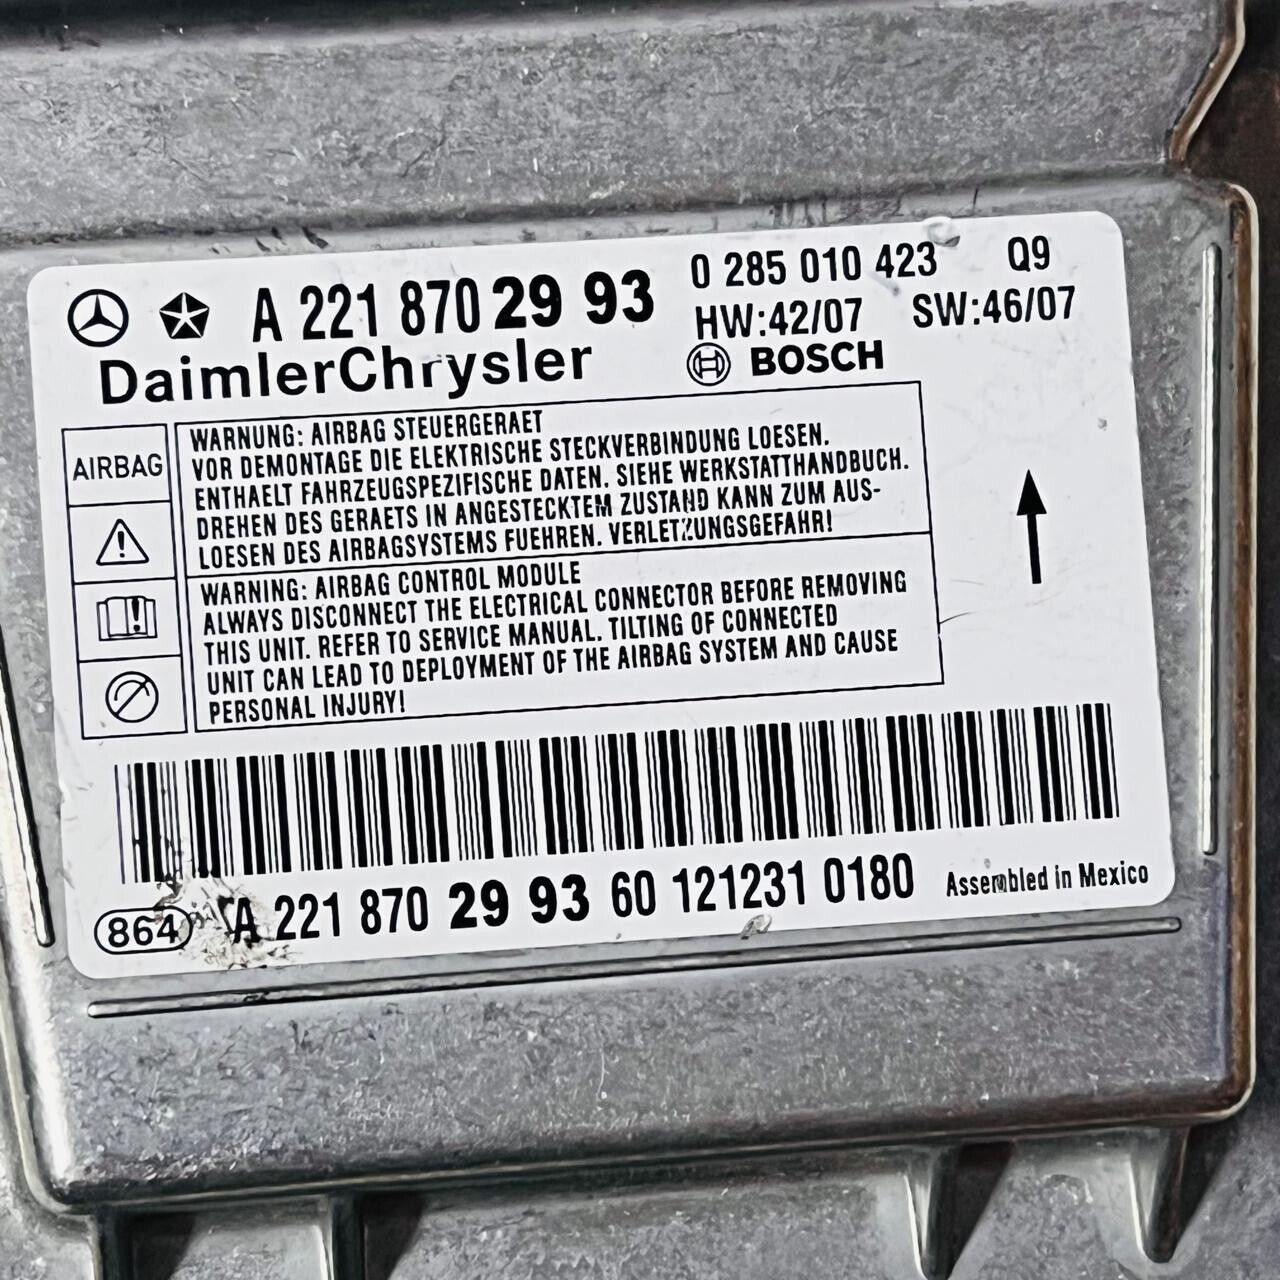 A 221 870 29 93
DaimlerChrysler
0 285 010 423 Q9
HW:42/07 SW:46/07
BOSCH
AIRBAG
WARNUNG: AIRBAG STEUERGERAET
VOR DEMONTAGE DIE ELEKTRISCHE STECKVERBINDUNG LOESEN.
ENTHAELT FAHRZEUGSPEZIFISCHE DATEN. SIEHE WERKSTATTHANDBUCH.
DREHEN DES GERAETS IN ANGESTECKTEM ZUSTAND KANN ZUM AUS-
LOESEN DES AIRBAGSYSTEMS FUEHREN. VERLETZUNGSGEFAHR!
WARNING: AIRBAG CONTROL MODULE
ALWAYS DISCONNECT THE ELECTRICAL CONNECTOR BEFORE REMOVING
THIS UNIT. REFER TO SERVICE MANUAL. TILTING OF CONNECTED
UNIT CAN LEAD TO DEPLOYMENT OF THE AIRBAG SYSTEM AND CAUSE
PERSONAL INJURY!
864 A 221 870 29 93 60 121231 0180 Assembled in Mexico